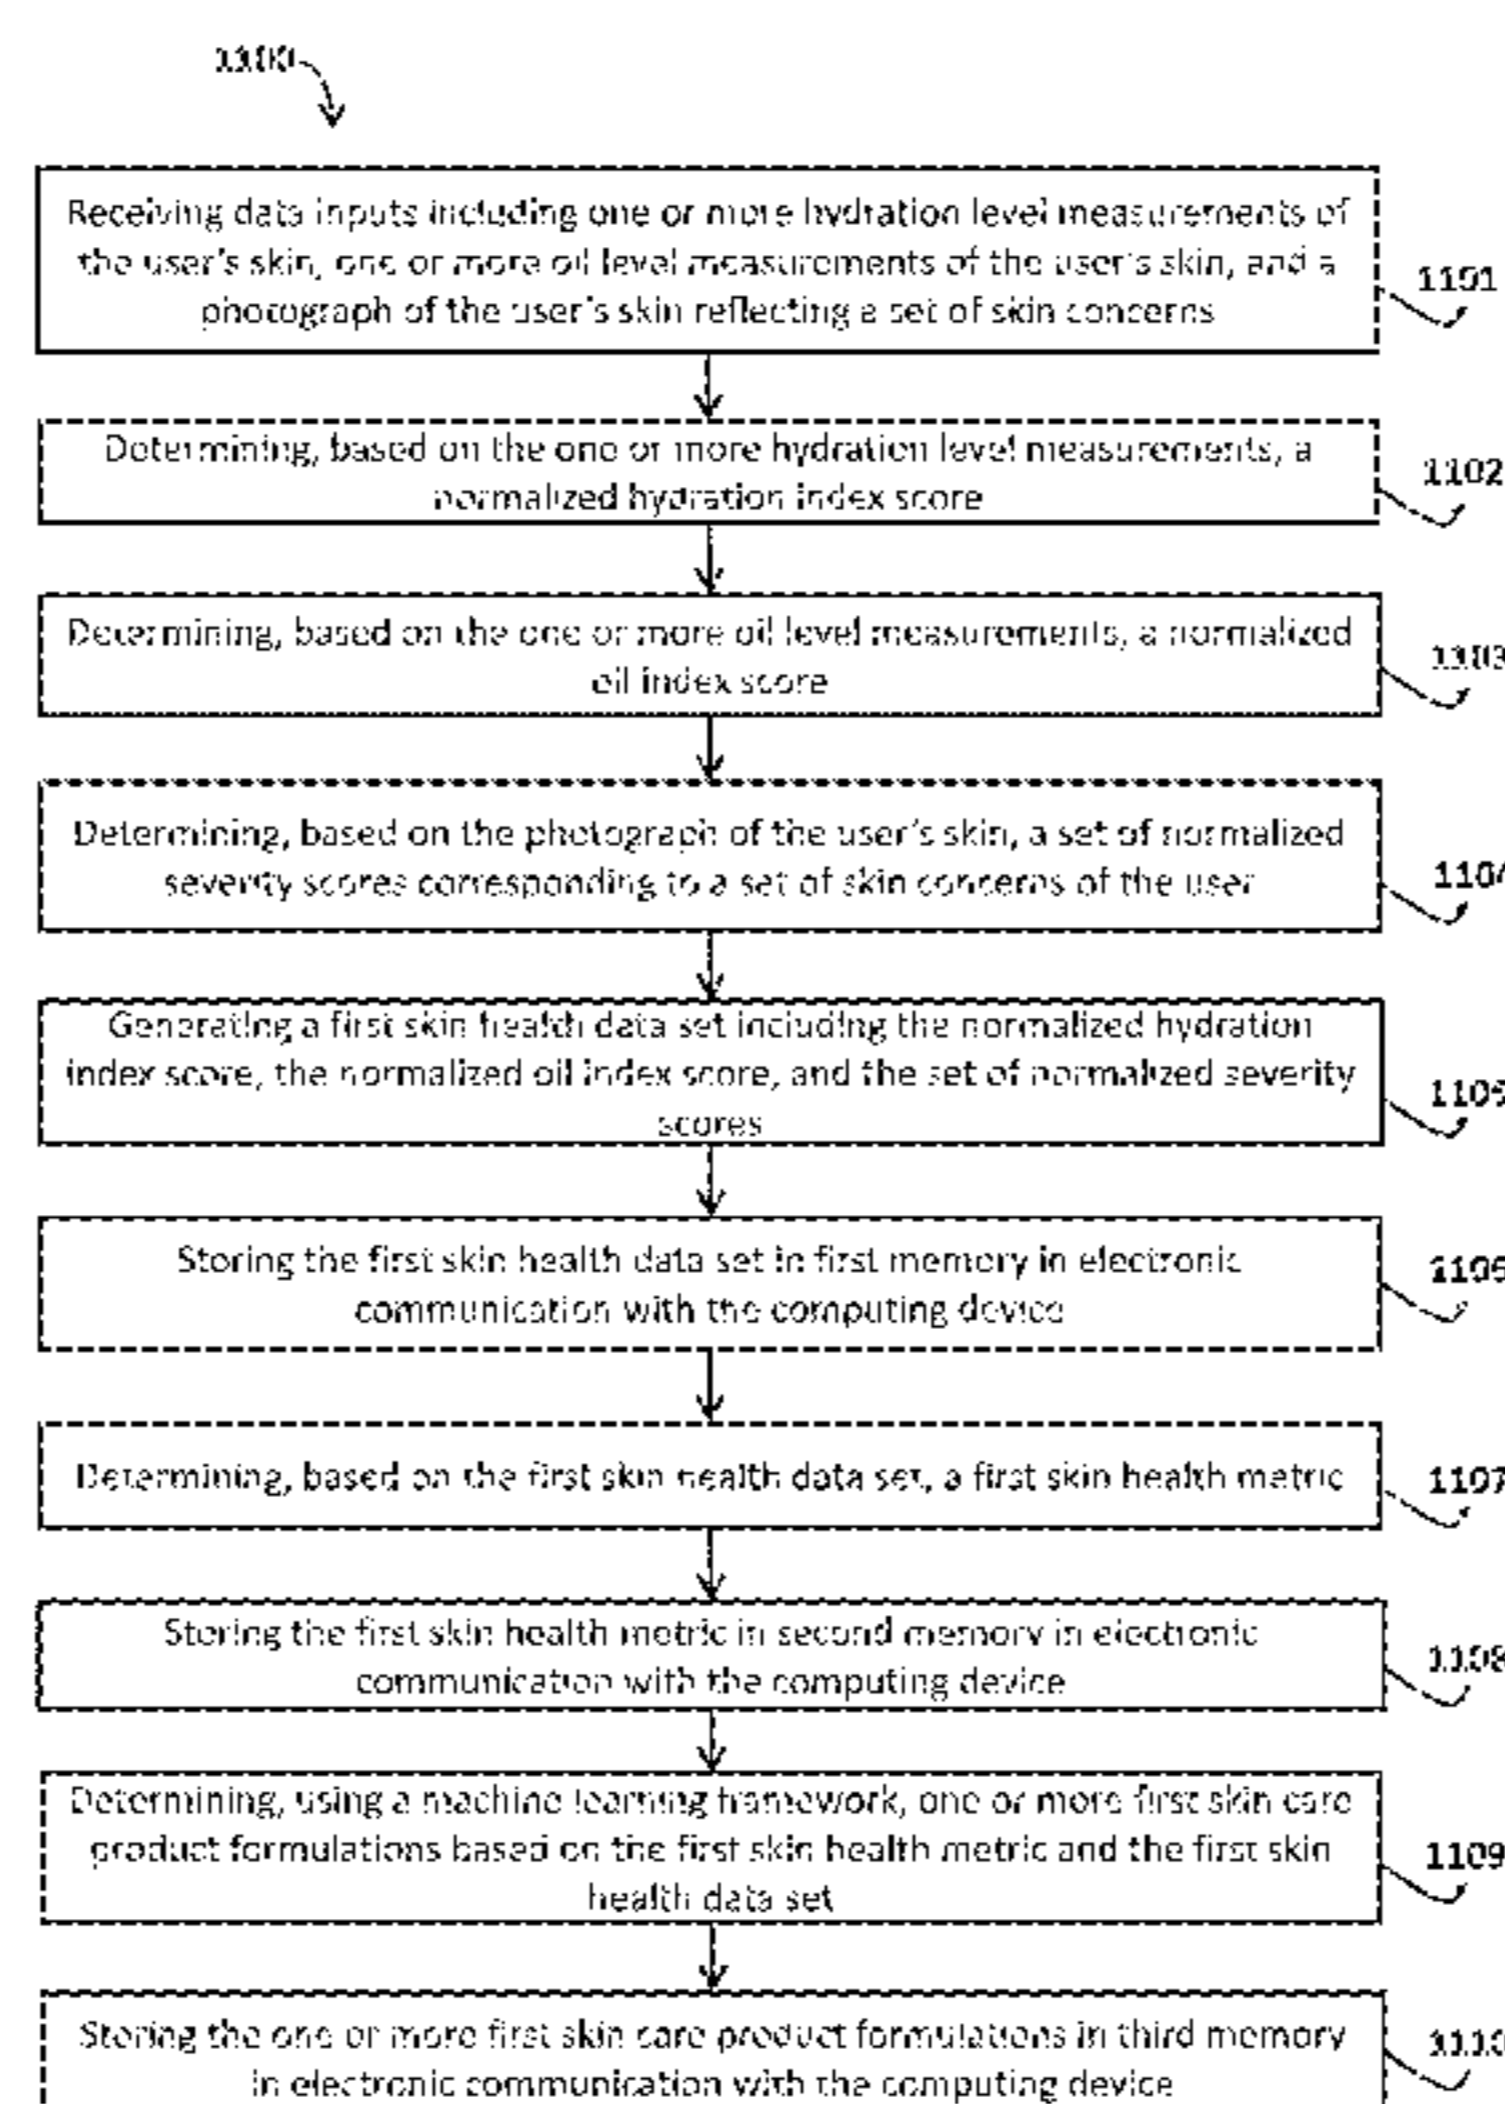 1100
Receiving data inputs including one or more hydration level measurements of
the user's skin, one or more oil level measurements of the user's skin, and a
photograph of the user's skin reflecting a set of skin concerns
1101
Determining, based on the one or more hydration level measurements, a
normalized hydration index score
1102
Determining, based on the one or more oil level measurements, a normalized
oil index score
1103
Determining, based on the photograph of the user's skin, a set of normalized
severity scores corresponding to a set of skin concerns of the user
1104
Generating a first skin health data set including the normalized hydration
index score, the normalized oil index score, and the set of normalized severity
scores
1105
Storing the first skin health data set in first memory in electronic
communication with the computing device
1106
Determining, based on the first skin health data set, a first skin health metric
1107
Storing the first skin health metric in second memory in electronic
communication with the computing device
1108
Determining, using a machine learning framework, one or more first skin care
product formulations based on the first skin health metric and the first skin
health data set
1109
Storing the one or more first skin care product formulations in third memory
in electronic communication with the computing device
1110